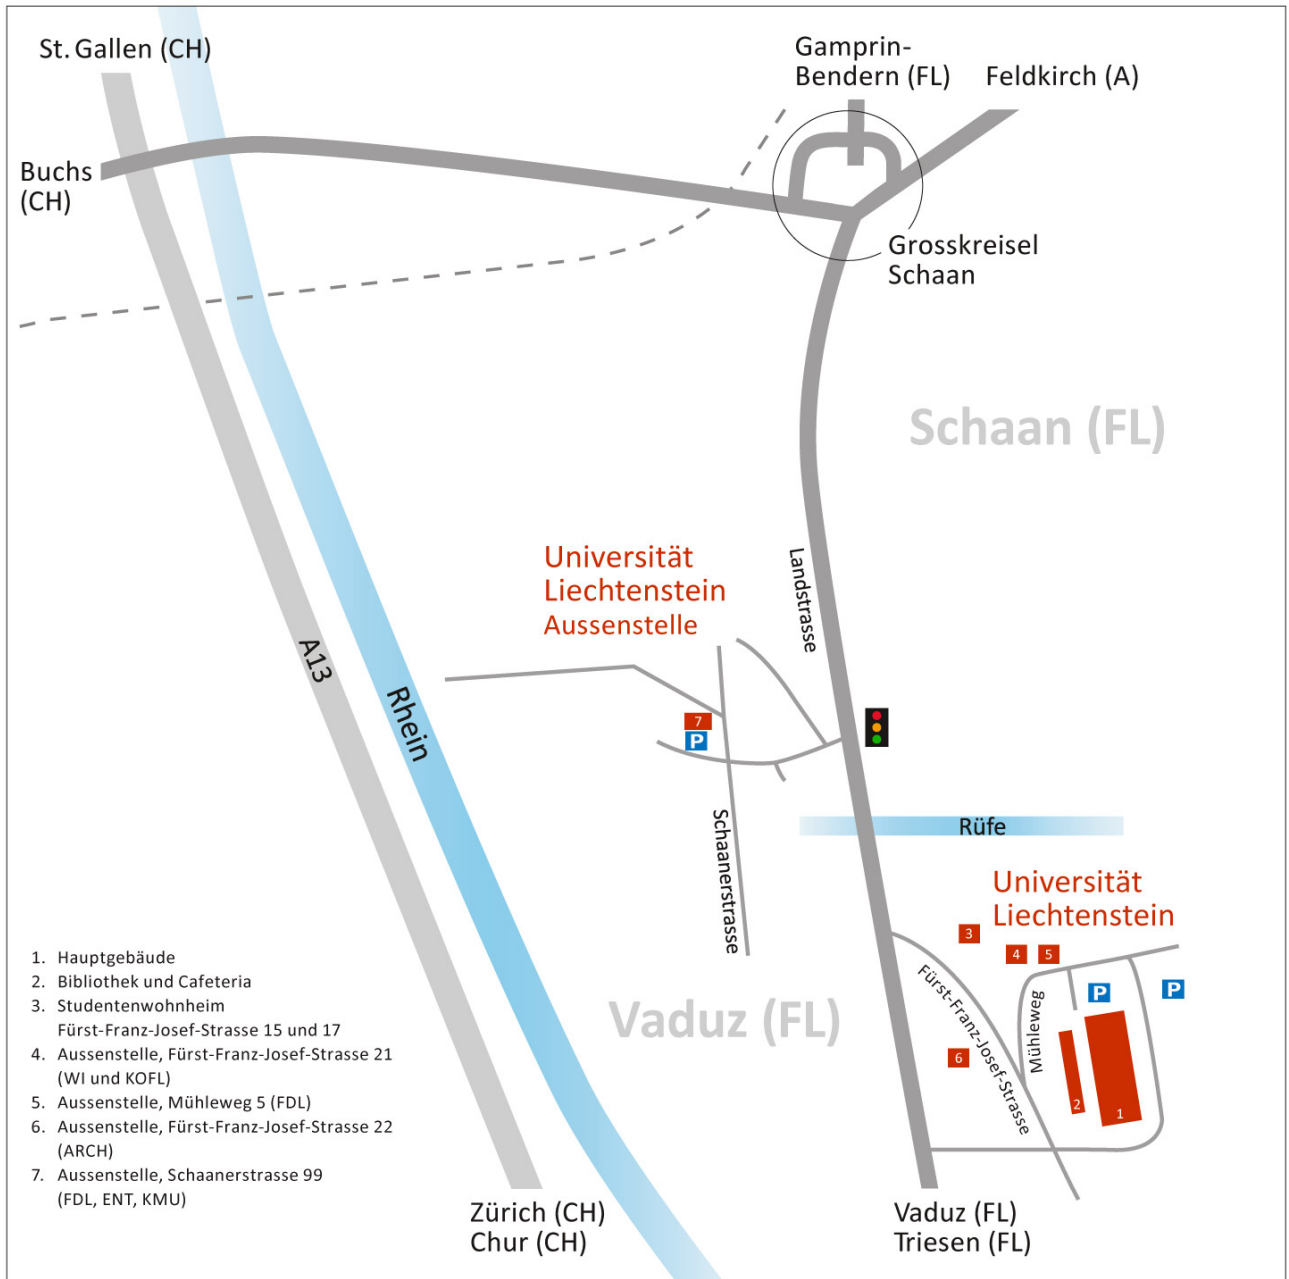 St. Gallen (CH)
Gamprin-
Bendern (FL)
Feldkirch (A)
Buchs
(CH)
Grosskreisel
Schaan
Schaan (FL)
Landstrasse
Universität
Liechtenstein
Aussenstelle
A13
Rhein
7
P
Schaanerstrasse
Rüfe
Universität
Liechtenstein
3
4
5
P
P
Fürst-Franz-Josef-Strasse
Mühleweg
6
2
1
Vaduz (FL)
1. Hauptgebäude
2. Bibliothek und Cafeteria
3. Studentenwohnheim
Fürst-Franz-Josef-Strasse 15 und 17
4. Aussenstelle, Fürst-Franz-Josef-Strasse 21
(WI und KOFL)
5. Aussenstelle, Mühleweg 5 (FDL)
6. Aussenstelle, Fürst-Franz-Josef-Strasse 22
(ARCH)
7. Aussenstelle, Schaanerstrasse 99
(FDL, ENT, KMU)
Zürich (CH)
Chur (CH)
Vaduz (FL)
Triesen (FL)